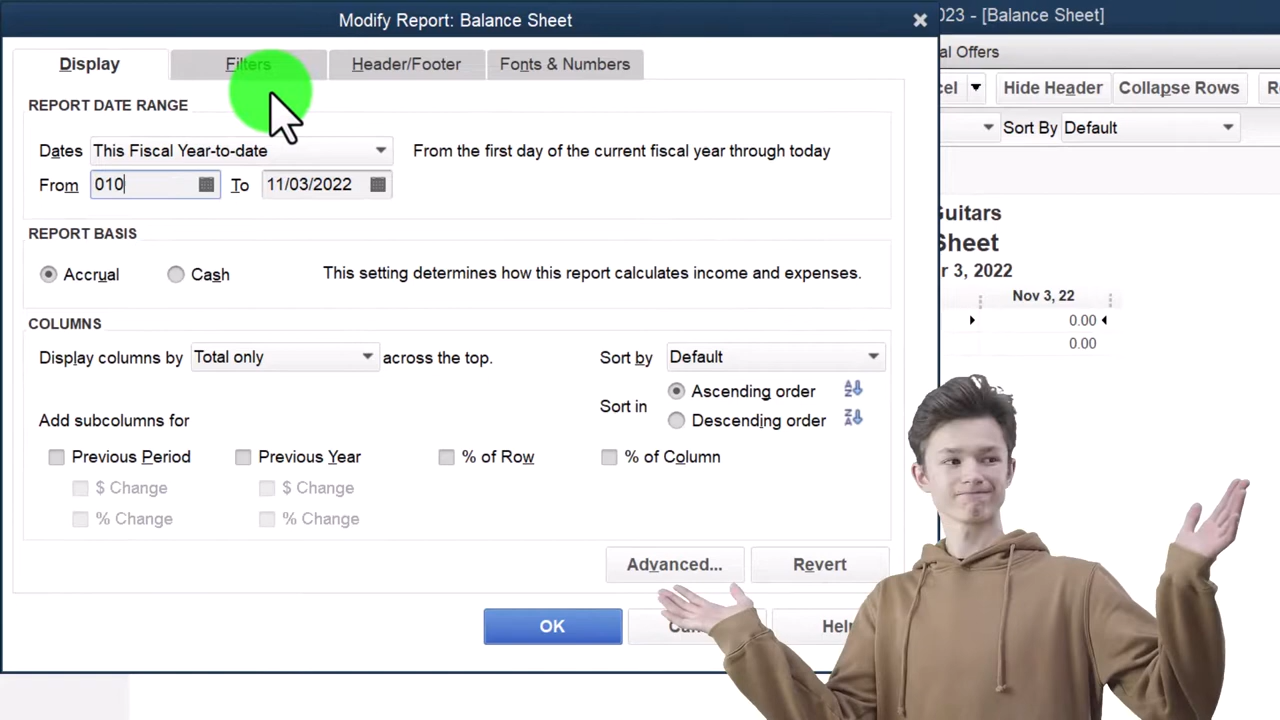 Modify Report: Balance Sheet
023 - [Balance Sheet]
Display Filters Header/Footer Fonts & Numbers
al Offers
Hide Header Collapse Rows
Sort By Default
REPORT DATE RANGE
Dates This Fiscal Year-to-date From the first day of the current fiscal year through today
From 010 To 11/03/2022
REPORT BASIS
Accrual Cash This setting determines how this report calculates income and expenses.
Guitars
Sheet
r 3, 2022
Nov 3, 22
0.00
0.00
COLUMNS
Display columns by Total only across the top.
Sort by Default
Sort in Ascending order
Descending order
Add subcolumns for
Previous Period Previous Year % of Row % of Column
$ Change $ Change
% Change % Change
Advanced... Revert
OK Help